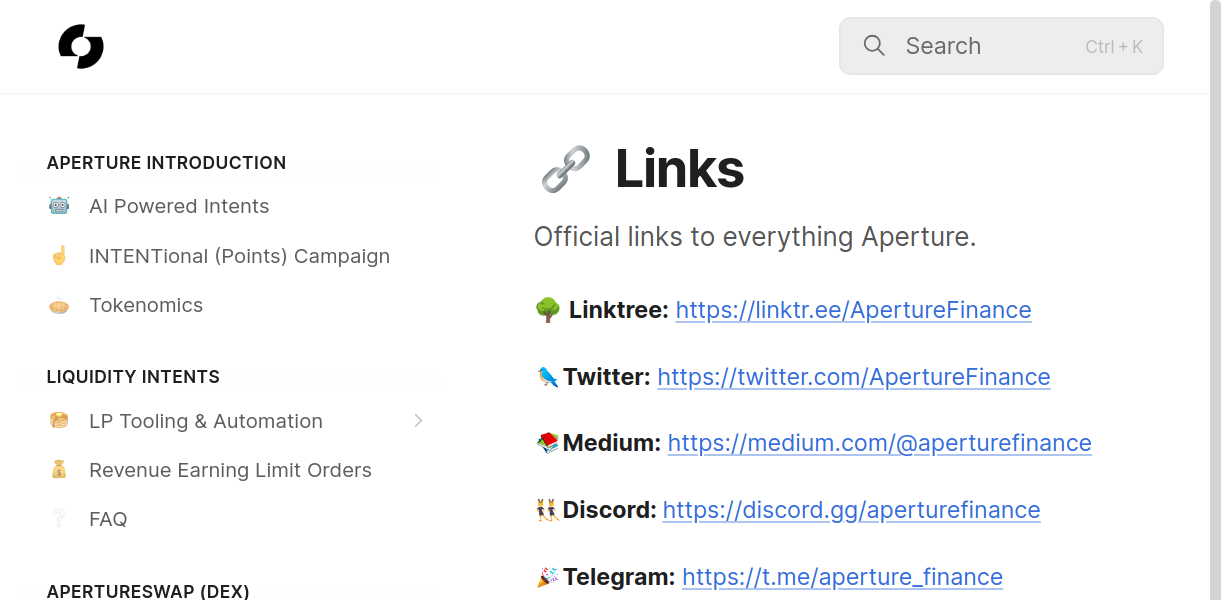 Search Ctrl + K
APERTURE INTRODUCTION
AI Powered Intents
INTENTional (Points) Campaign
Tokenomics
LIQUIDITY INTENTS
LP Tooling & Automation
Revenue Earning Limit Orders
FAQ
APERTURESWAP (DEX)
Links
Official links to everything Aperture.
Linktree: https://linktr.ee/ApertureFinance
Twitter: https://twitter.com/ApertureFinance
Medium: https://medium.com/@aperturefinance
Discord: https://discord.gg/aperturefinance
Telegram: https://t.me/aperture_finance